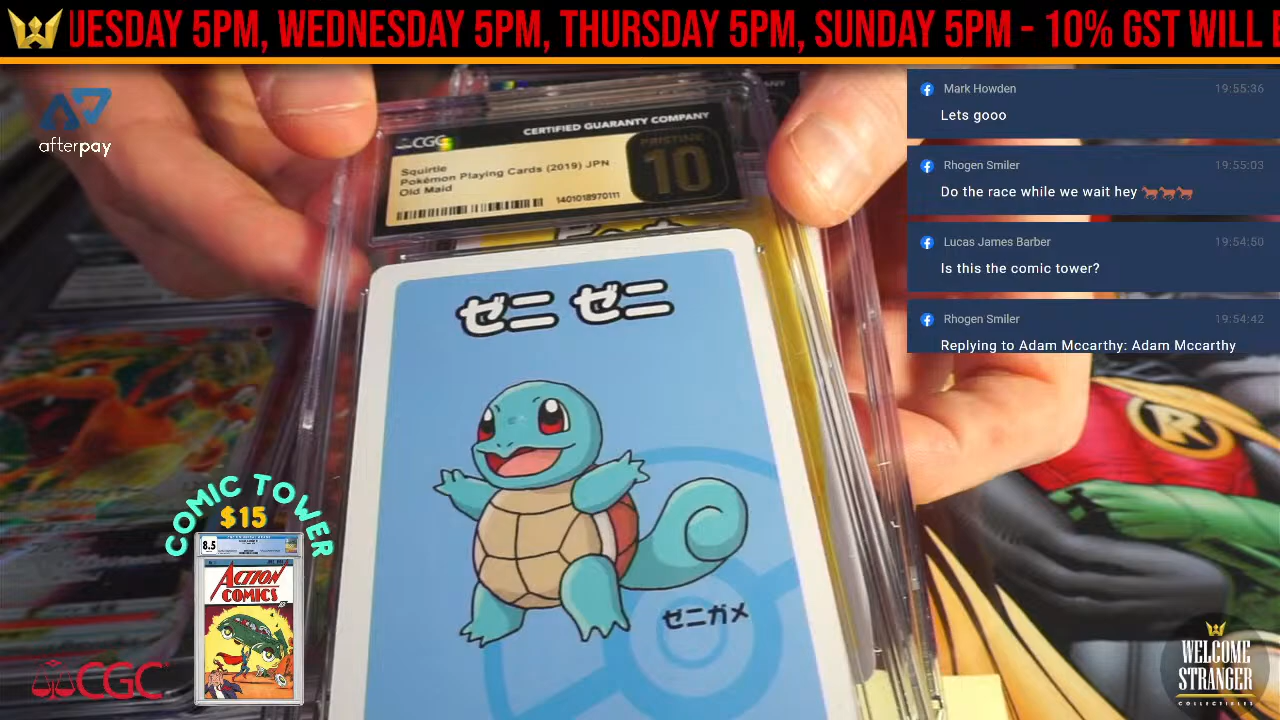 UESDAY 5PM, WEDNESDAY 5PM, THURSDAY 5PM, SUNDAY 5PM - 10% GST WILL
afterpay
CGC CERTIFIED GUARANTY COMPANY
Squirtle
Pokémon Playing Cards (2019) JPN
Old Maid
1401018970111
PRISTINE
10
ゼニ ゼニ
ゼニガメ
Mark Howden 19:55:36
Lets gooo
Rhogen Smiler 19:55:03
Do the race while we wait hey
Lucas James Barber 19:54:50
Is this the comic tower?
Rhogen Smiler 19:54:42
Replying to Adam Mccarthy: Adam Mccarthy
R
COMIC TOWER
$15
8.5
ACTION
COMICS
CGC
WELCOME
STRANGER
COLLECTIBLES